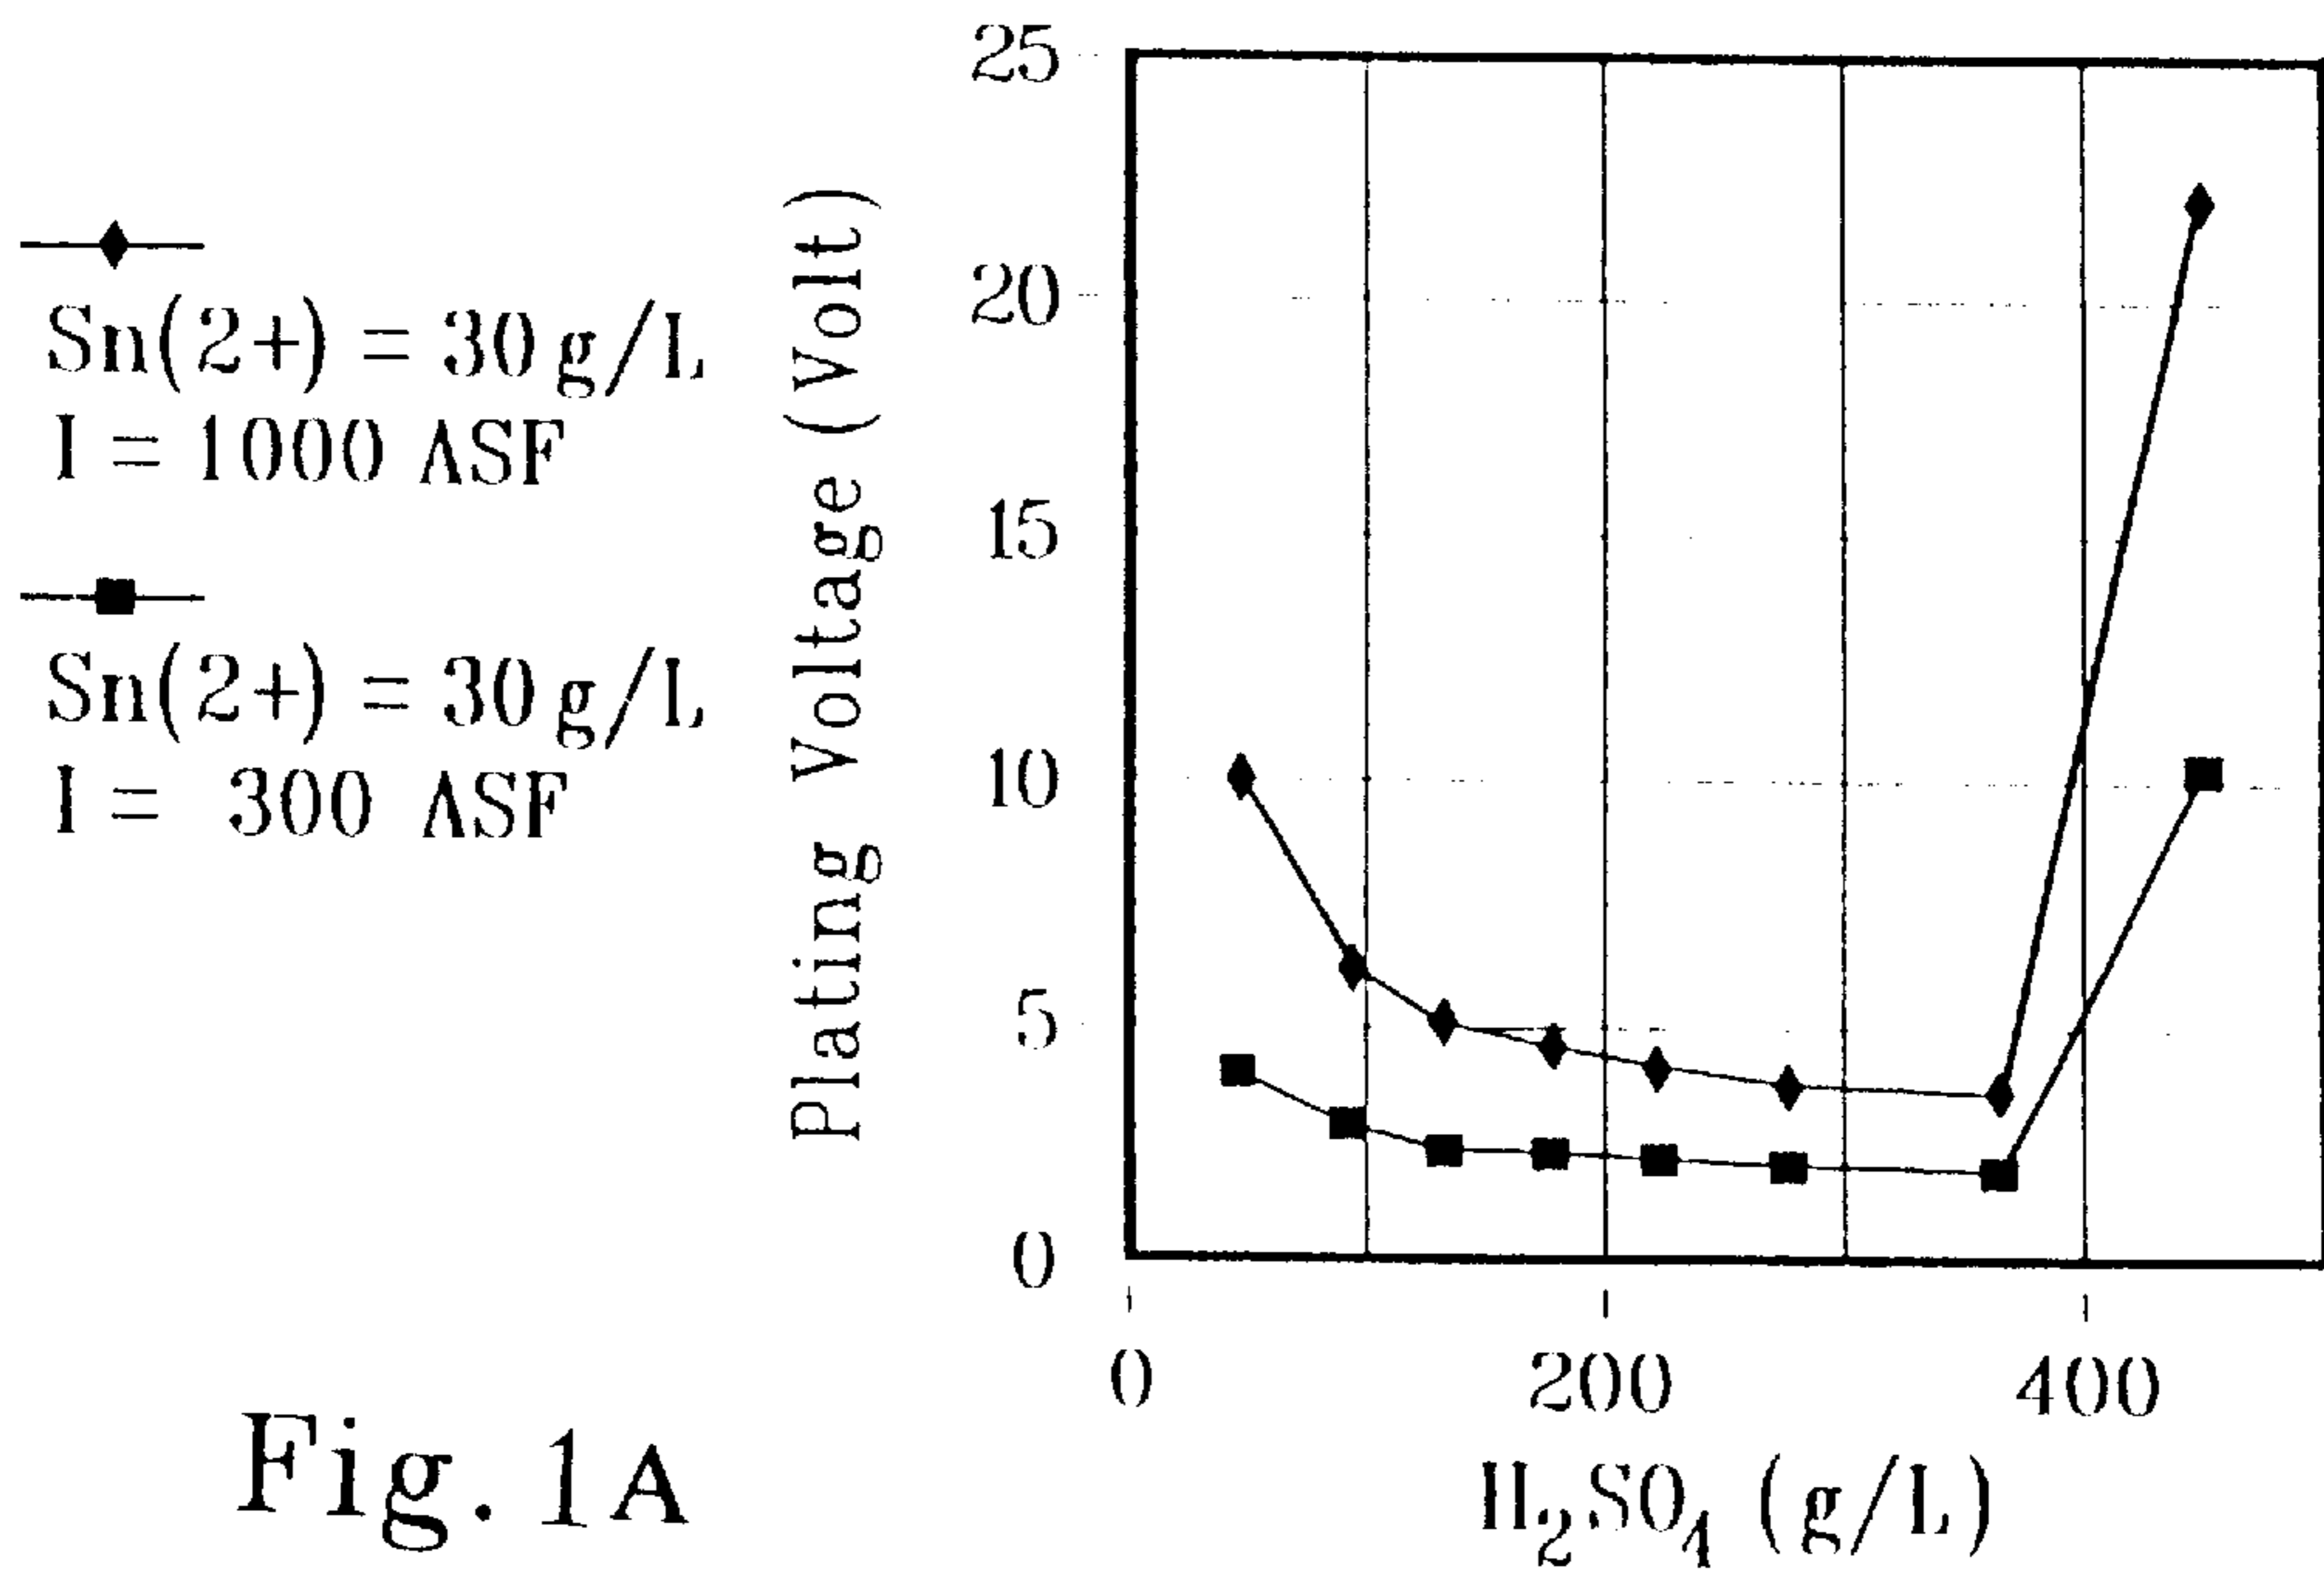 Sn(2+) = 30 g/L
I = 1000 ASF
Sn(2+) = 30 g/L
I = 300 ASF
Plating Voltage (Volt)
25
20
15
10
5
0
0 200 400
H₂SO₄ (g/L)
Fig. 1A